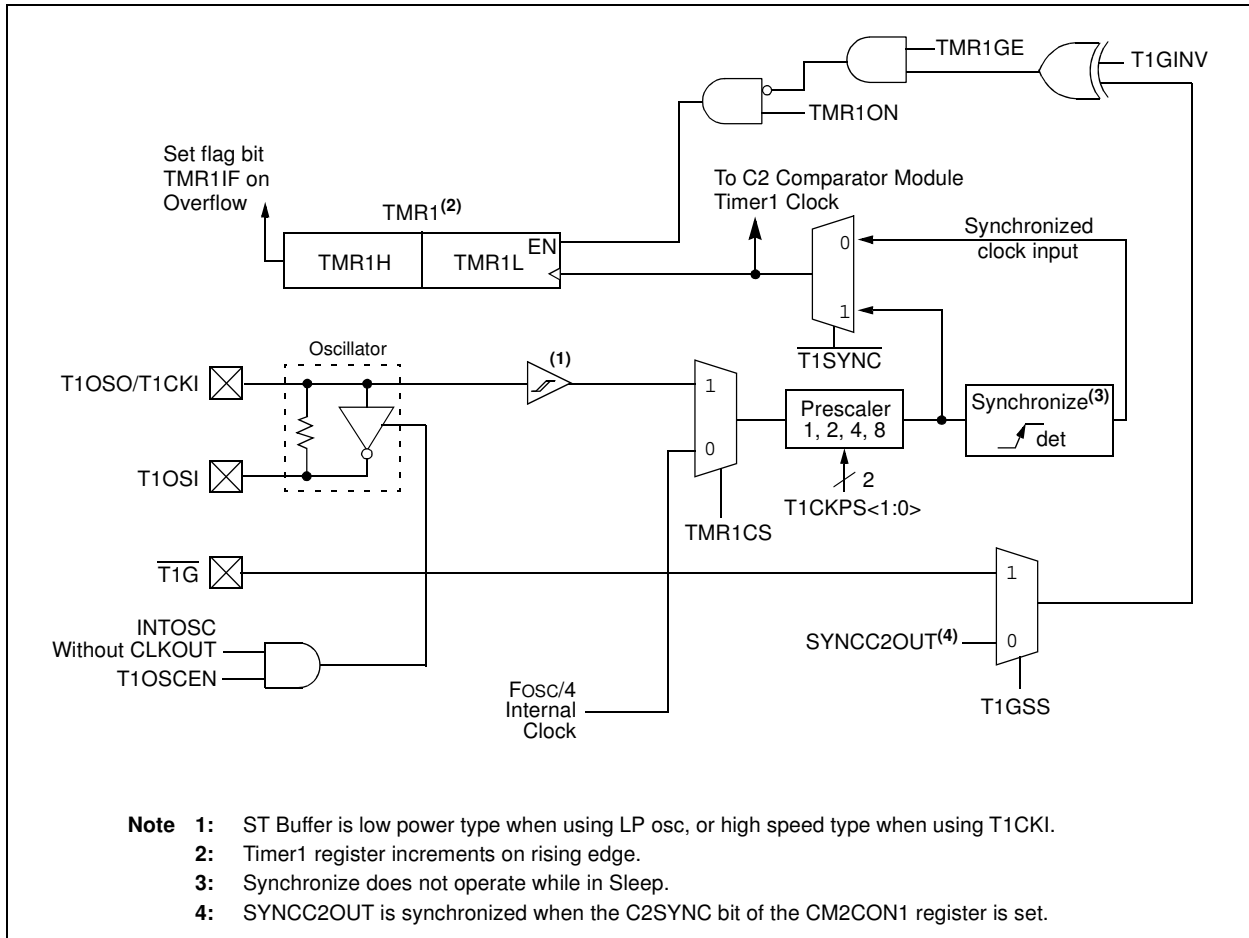 TMR1GE
T1GINV
TMR1ON
Set flag bit
TMR1IF on
Overflow
To C2 Comparator Module
Timer1 Clock
TMR1(2)
EN
TMR1H
TMR1L
0
Synchronized
clock input
1
T1SYNC
Oscillator
(1)
T1OSO/T1CKI
1
Prescaler
1, 2, 4, 8
Synchronize(3)
det
0
T1OSI
2
T1CKPS<1:0>
TMR1CS
T1G
1
INTOSC
Without CLKOUT
T1OSCEN
SYNCC2OUT(4)
0
FOSC/4
Internal
Clock
T1GSS
Note 1: ST Buffer is low power type when using LP osc, or high speed type when using T1CKI.
2: Timer1 register increments on rising edge.
3: Synchronize does not operate while in Sleep.
4: SYNCC2OUT is synchronized when the C2SYNC bit of the CM2CON1 register is set.